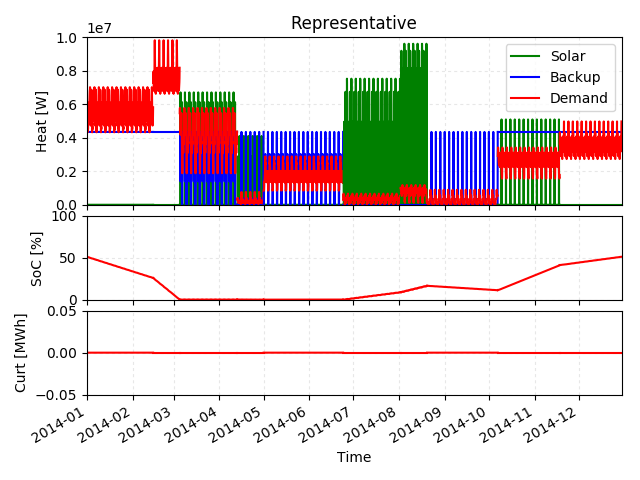 Representative
1e7
1.0
0.8
0.6
0.4
0.2
0.0
Heat [W]
Solar
Backup
Demand
100
50
0
SoC [%]
0.05
0.00
−0.05
Curt [MWh]
2014-01
2014-02
2014-03
2014-04
2014-05
2014-06
2014-07
2014-08
2014-09
2014-10
2014-11
2014-12
Time